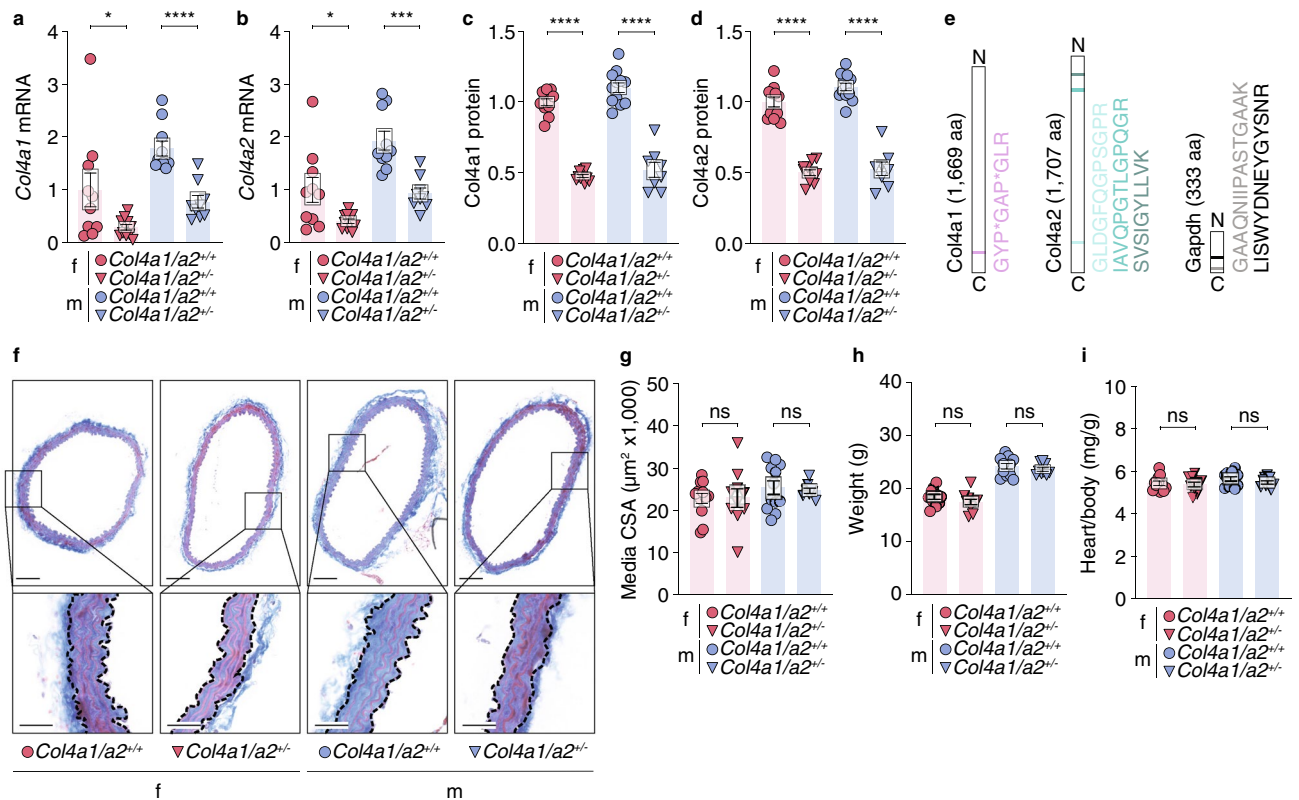 a
*
****
4
3
2
1
0
Col4a1 mRNA
f
Col4a1/a2+/+
Col4a1/a2+/-
m
Col4a1/a2+/+
Col4a1/a2+/-
b
*
***
4
3
2
1
0
Col4a2 mRNA
f
Col4a1/a2+/+
Col4a1/a2+/-
m
Col4a1/a2+/+
Col4a1/a2+/-
c
****
****
1.5
1.0
0.5
0.0
Col4a1 protein
f
Col4a1/a2+/+
Col4a1/a2+/-
m
Col4a1/a2+/+
Col4a1/a2+/-
d
****
****
1.5
1.0
0.5
0.0
Col4a2 protein
f
Col4a1/a2+/+
Col4a1/a2+/-
m
Col4a1/a2+/+
Col4a1/a2+/-
e
Col4a1 (1,669 aa)
N
C
GYP*GAP*GLR
Col4a2 (1,707 aa)
N
C
GLDGFQGPSGPR
IAVQPGTLGPQGR
SVSIGYLLVK
Gapdh (333 aa)
N
C
GAAQNIIPASTGAAK
LISWYDNEYGYSNR
f
Col4a1/a2+/+
Col4a1/a2+/-
Col4a1/a2+/+
Col4a1/a2+/-
f
m
g
ns
ns
50
40
30
20
10
0
Media CSA (µm² x1,000)
f
Col4a1/a2+/+
Col4a1/a2+/-
m
Col4a1/a2+/+
Col4a1/a2+/-
h
ns
ns
40
30
20
10
0
Weight (g)
f
Col4a1/a2+/+
Col4a1/a2+/-
m
Col4a1/a2+/+
Col4a1/a2+/-
i
ns
ns
10
8
6
4
2
0
Heart/body (mg/g)
f
Col4a1/a2+/+
Col4a1/a2+/-
m
Col4a1/a2+/+
Col4a1/a2+/-